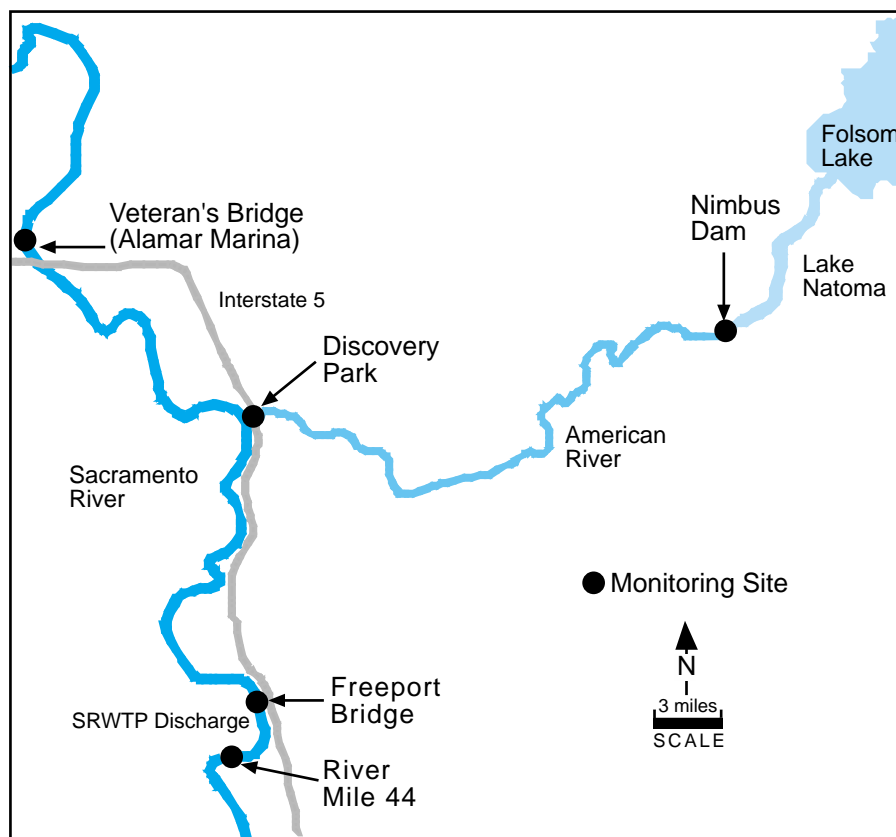 Folsom
Lake
Veteran's Bridge
(Alamar Marina)
Nimbus
Dam
Lake
Natoma
Interstate 5
Discovery
Park
American
River
Sacramento
River
Monitoring Site
N
3 miles
SCALE
Freeport
Bridge
SRWTP Discharge
River
Mile 44